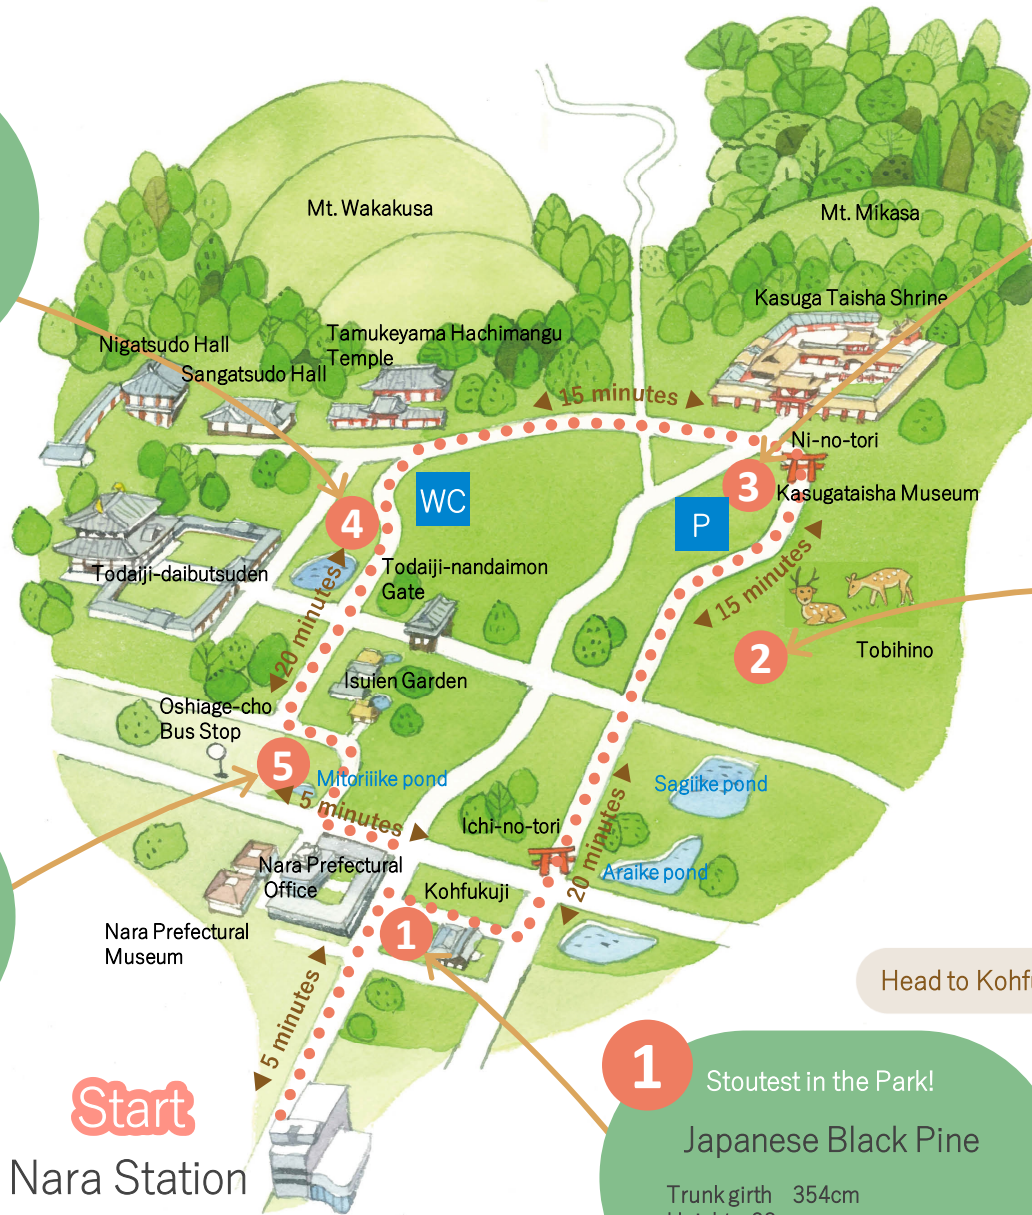 Mt. Wakakusa
Mt. Mikasa
Kasuga Taisha Shrine
Nigatsudo Hall
Tamukeyama Hachimangu
Temple
Sangatsudo Hall
15 minutes
Ni-no-tori
3
Kasugataisha Museum
WC
P
4
Todaiji-daibutsuden
Todaiji-nandaimon
Gate
15 minutes
20 minutes
2
Tobihino
Isuien Garden
Oshiage-cho
Bus Stop
5
Mitoriiike pond
Sagiike pond
5 minutes
Ichi-no-tori
20 minutes
Araike pond
Nara Prefectural
Office
Kohfukuji
1
Nara Prefectural
Museum
5 minutes
Head to Kohf
Start
Nara Station
1
Stoutest in the Park!
Japanese Black Pine
Trunk girth 354cm